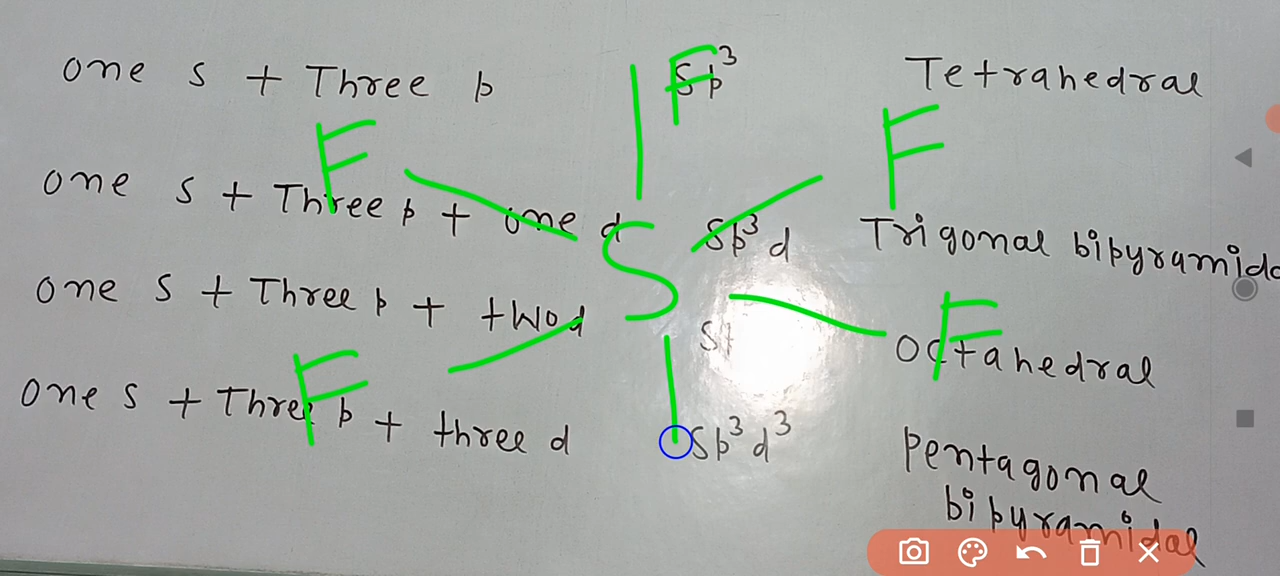 one s + Three p sp³ Tetrahedral
one s + Three p + one d sp³d Trigonal bipyramida
one s + Three p + two d s octahedral
one s + Three p + three d sp³d³ Pentagonal
bipyramidal
F
F F
S
F F